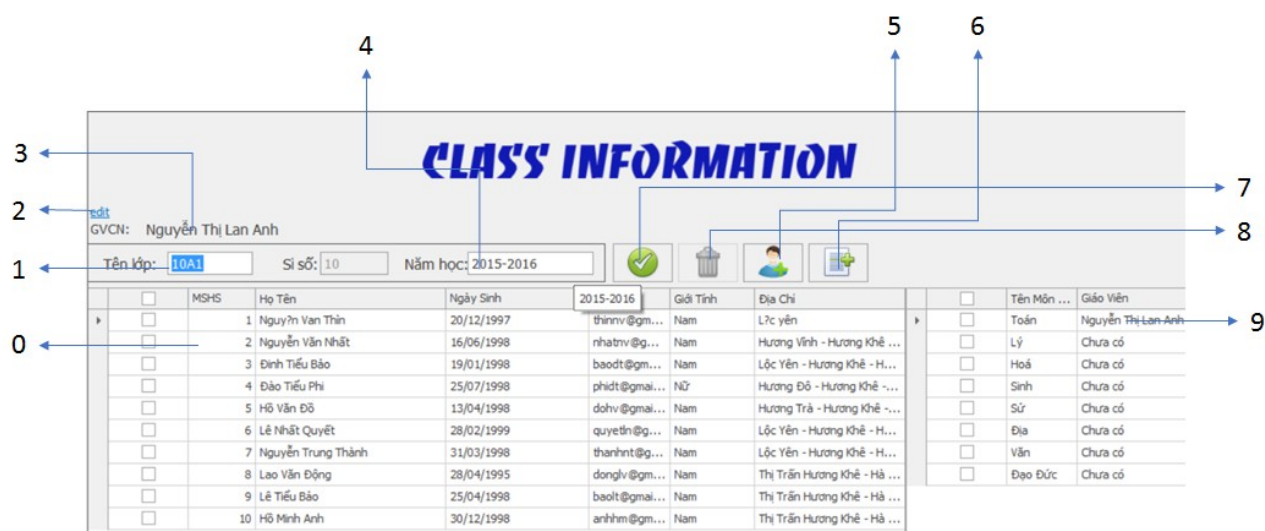 5 6
4
3 CLASS INFORMATION
7
2 edit
GVCN: Nguyễn Thị Lan Anh 8
1 Tên lớp: 10A1 Si số: 10 Năm học: 2015-2016
MSHS Họ Tên Ngày Sinh 2015-2016 Giới Tính Địa Chỉ Tên Môn ... Giáo Viên
1 Nguy?n Van Thìn 20/12/1997 thinnv@gm... Nam L?c yên Toán Nguyễn Thị Lan Anh 9
0 2 Nguyễn Văn Nhất 16/06/1998 nhatnv@g... Nam Hương Vĩnh - Hương Khê ... Lý Chưa có
3 Đinh Tiểu Bảo 19/01/1998 baodt@gm... Nam Lộc Yên - Hương Khê - H... Hoá Chưa có
4 Đào Tiểu Phi 25/07/1998 phidt@gmai... Nữ Hương Đô - Hương Khê -... Sinh Chưa có
5 Hồ Văn Đồ 13/04/1998 dohv@gmai... Nam Hương Trà - Hương Khê -... Sử Chưa có
6 Lê Nhất Quyết 28/02/1999 quyetln@g... Nam Lộc Yên - Hương Khê - H... Địa Chưa có
7 Nguyễn Trung Thành 31/03/1998 thanhnt@g... Nam Lộc Yên - Hương Khê - H... Văn Chưa có
8 Lao Văn Động 28/04/1995 donglv@gm... Nam Thị Trấn Hương Khê - Hà ... Đạo Đức Chưa có
9 Lê Tiểu Bảo 25/04/1998 baolt@gmai... Nam Thị Trấn Hương Khê - Hà ...
10 Hồ Minh Anh 30/12/1998 anhhm@gm... Nam Thị Trấn Hương Khê - Hà ...